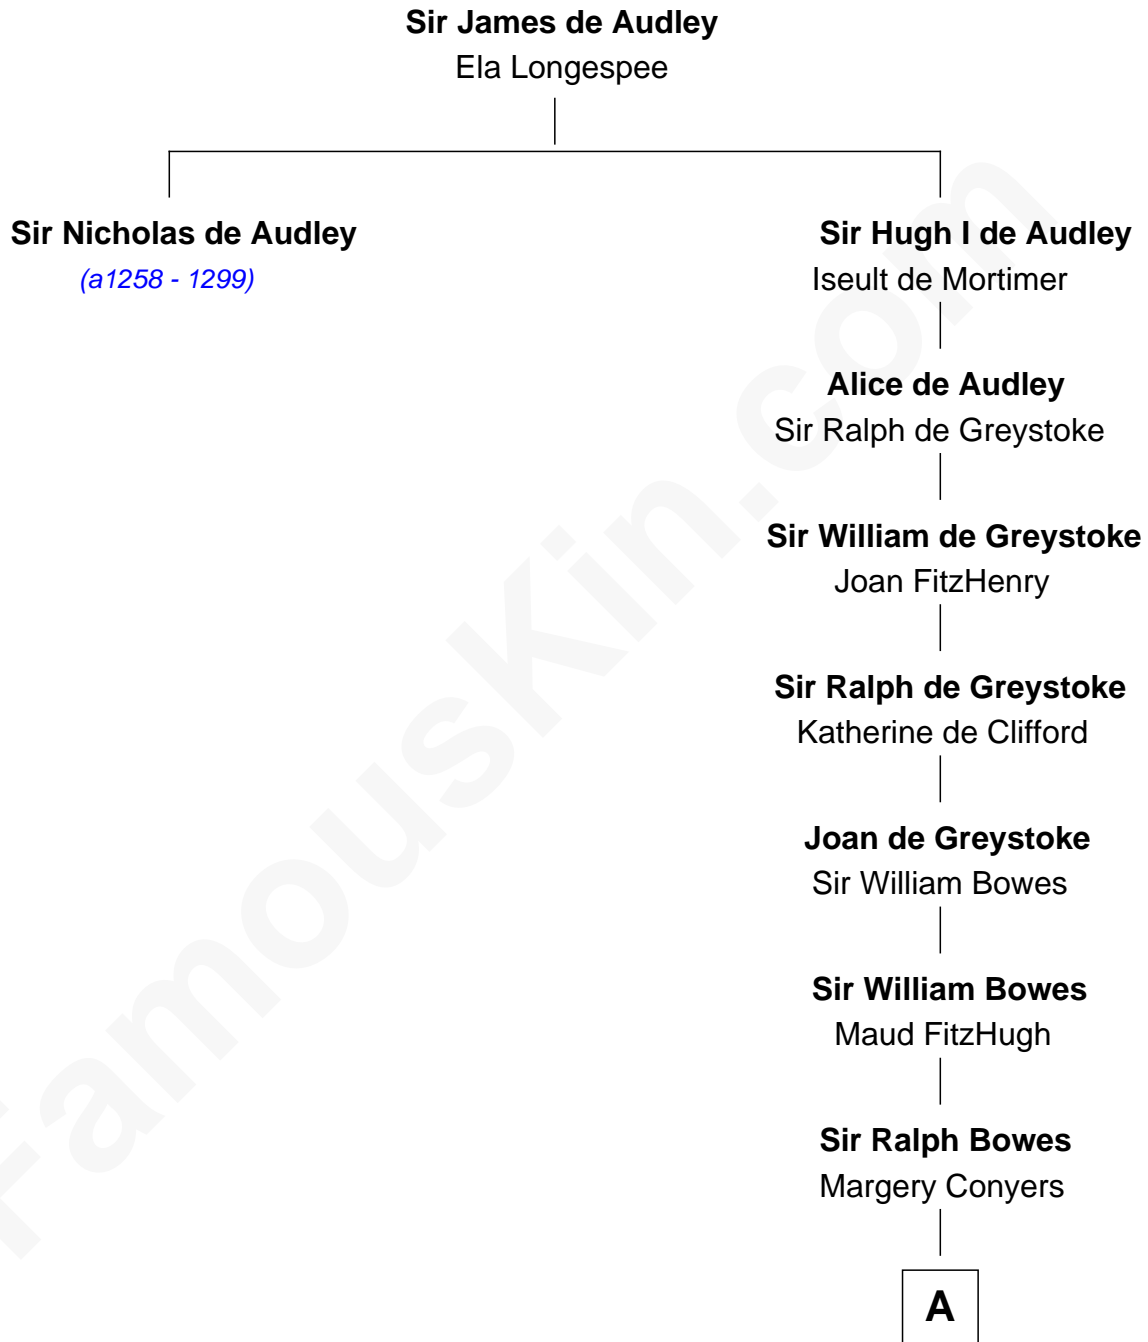 Sir James de Audley
Ela Longespee
Sir Nicholas de Audley
(a1258 - 1299)
Sir Hugh I de Audley
Iseult de Mortimer
Alice de Audley
Sir Ralph de Greystoke
Sir William de Greystoke
Joan FitzHenry
Sir Ralph de Greystoke
Katherine de Clifford
Joan de Greystoke
Sir William Bowes
Sir William Bowes
Maud FitzHugh
Sir Ralph Bowes
Margery Conyers
A
FamousKin.com